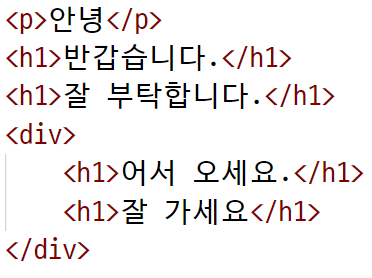 <p>안녕</p>
<h1>반갑습니다.</h1>
<h1>잘 부탁합니다.</h1>
<div>
    <h1>어서 오세요.</h1>
    <h1>잘 가세요</h1>
</div>